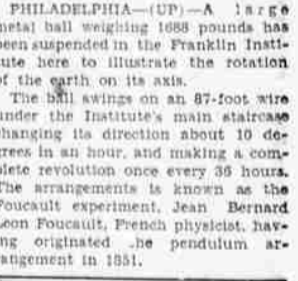 PHILADELPHIA—(UP)—A large
metal ball weighing 1688 pounds has
been suspended in the Franklin Insti-
tute here to illustrate the rotation
of the earth on its axis.
The ball swings on an 87-foot wire
under the Institute's main staircase
changing its direction about 10 de-
grees in an hour, and making a com-
plete revolution once every 36 hours.
The arrangements is known as the
Foucault experiment, Jean Bernard
Leon Foucault, French physicist, hav-
ing originated .he pendulum ar-
rangement in 1851.